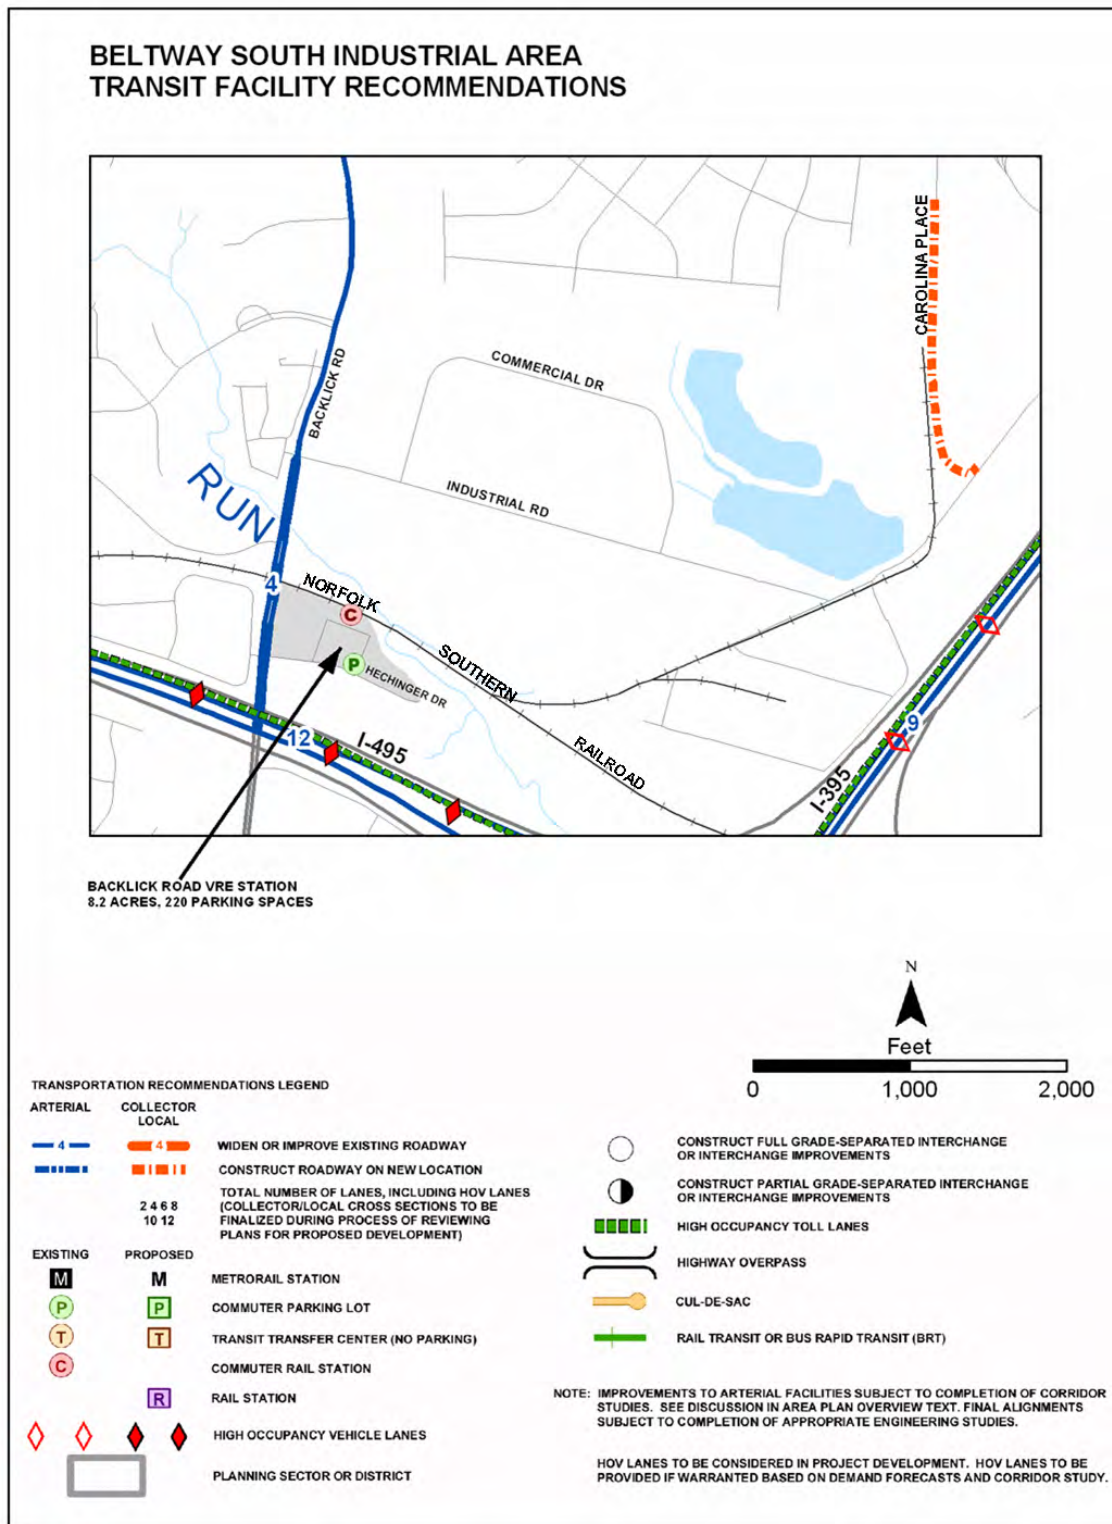 BELTWAY SOUTH INDUSTRIAL AREA
TRANSIT FACILITY RECOMMENDATIONS
CAROLINA PLACE
BACKLICK RD
COMMERCIAL DR
INDUSTRIAL RD
RUN
4
NORFOLK
C
P
HECHINGER DR
SOUTHERN
RAILROAD
12
I-495
9
I-395
BACKLICK ROAD VRE STATION
8.2 ACRES, 220 PARKING SPACES
N
Feet
0 1,000 2,000
TRANSPORTATION RECOMMENDATIONS LEGEND
ARTERIAL COLLECTOR
LOCAL
4 4 WIDEN OR IMPROVE EXISTING ROADWAY
CONSTRUCT ROADWAY ON NEW LOCATION
2 4 6 8
10 12
TOTAL NUMBER OF LANES, INCLUDING HOV LANES
(COLLECTOR/LOCAL CROSS SECTIONS TO BE
FINALIZED DURING PROCESS OF REVIEWING
PLANS FOR PROPOSED DEVELOPMENT)
EXISTING PROPOSED
M M METRORAIL STATION
P P COMMUTER PARKING LOT
T T TRANSIT TRANSFER CENTER (NO PARKING)
C COMMUTER RAIL STATION
R RAIL STATION
HIGH OCCUPANCY VEHICLE LANES
PLANNING SECTOR OR DISTRICT
CONSTRUCT FULL GRADE-SEPARATED INTERCHANGE
OR INTERCHANGE IMPROVEMENTS
CONSTRUCT PARTIAL GRADE-SEPARATED INTERCHANGE
OR INTERCHANGE IMPROVEMENTS
HIGH OCCUPANCY TOLL LANES
HIGHWAY OVERPASS
CUL-DE-SAC
RAIL TRANSIT OR BUS RAPID TRANSIT (BRT)
NOTE: IMPROVEMENTS TO ARTERIAL FACILITIES SUBJECT TO COMPLETION OF CORRIDOR
STUDIES. SEE DISCUSSION IN AREA PLAN OVERVIEW TEXT. FINAL ALIGNMENTS
SUBJECT TO COMPLETION OF APPROPRIATE ENGINEERING STUDIES.
HOV LANES TO BE CONSIDERED IN PROJECT DEVELOPMENT. HOV LANES TO BE
PROVIDED IF WARRANTED BASED ON DEMAND FORECASTS AND CORRIDOR STUDY.